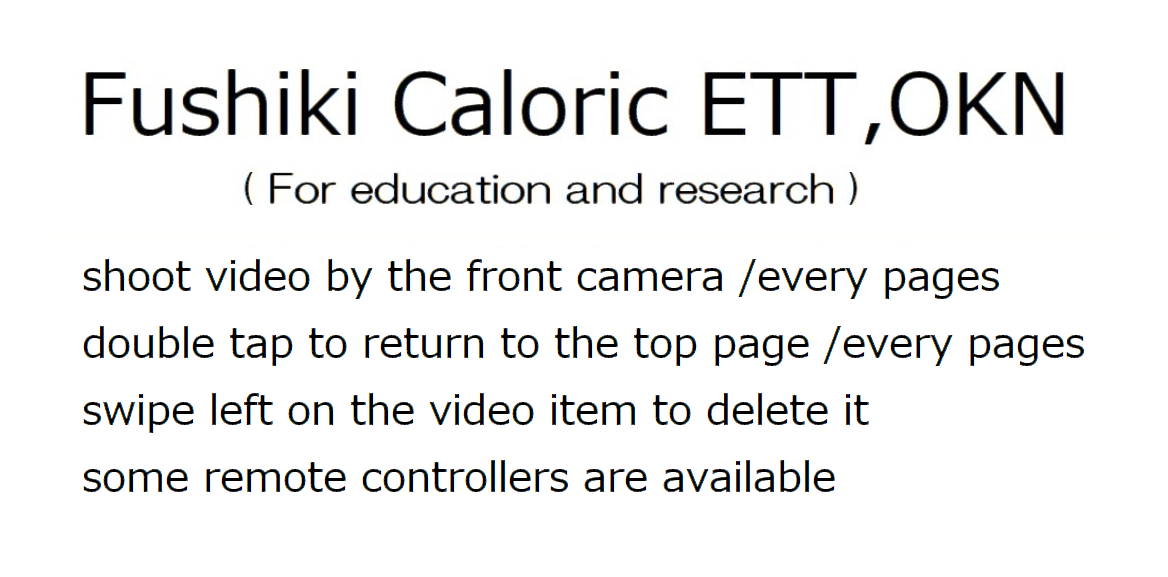 Fushiki Caloric ETT,OKN
( For education and research )
shoot video by the front camera /every pages
double tap to return to the top page /every pages
swipe left on the video item to delete it
some remote controllers are available